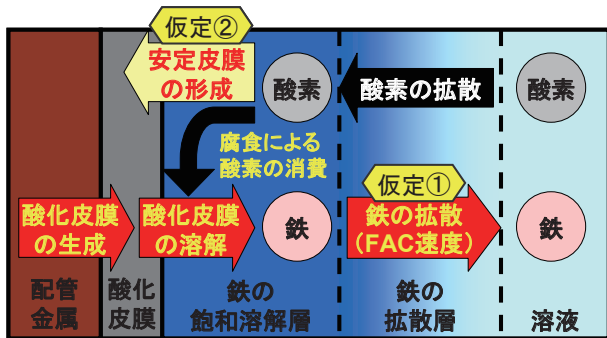 仮定②
安定皮膜
の形成
酸素
酸素の拡散
酸素
腐食による
酸素の消費
仮定①
酸化皮膜
の生成
酸化皮膜
の溶解
鉄
鉄の拡散
（FAC速度）
鉄
配管
金属
酸化
皮膜
鉄の
飽和溶解層
鉄の
拡散層
溶液